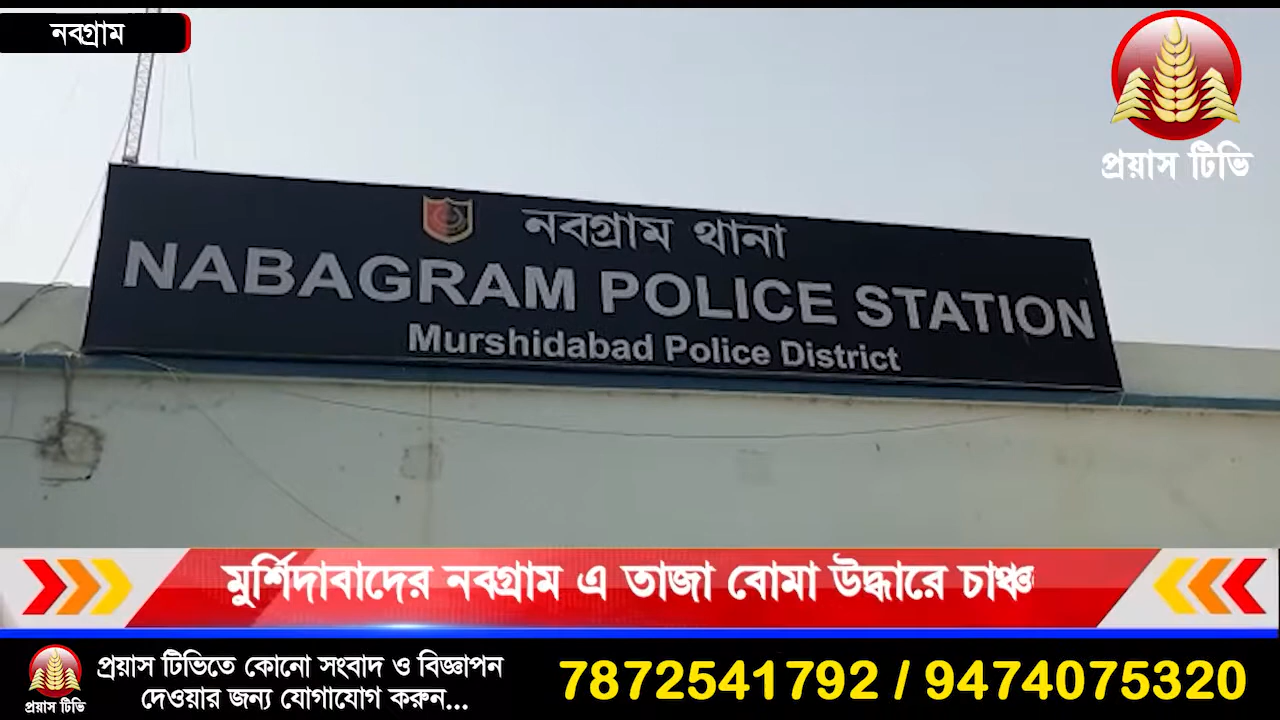 নবগ্রাম
প্রয়াস টিভি
নবগ্রাম থানা
NABAGRAM POLICE STATION
Murshidabad Police District
মুর্শিদাবাদের নবগ্রাম এ তাজা বোমা উদ্ধারে চাঞ্চ
প্রয়াস টিভিতে কোনো সংবাদ ও বিজ্ঞাপন
দেওয়ার জন্য যোগাযোগ করুন...
7872541792 / 9474075320
প্রয়াস টিভি